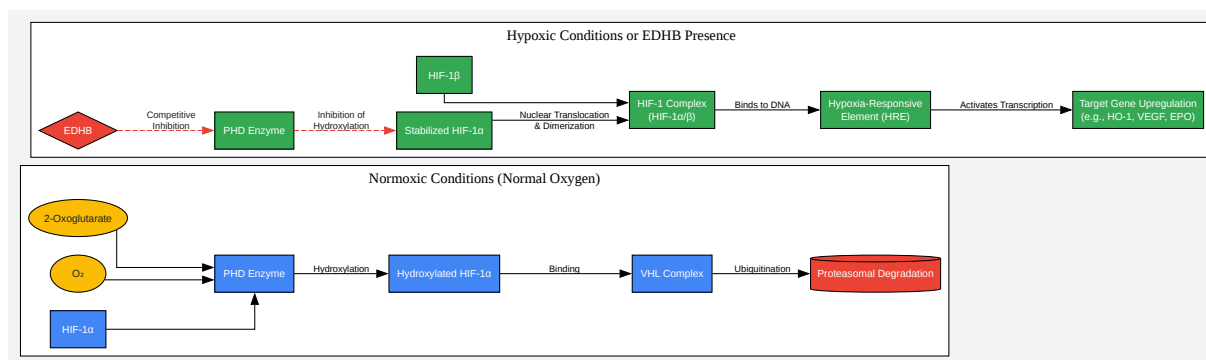 Hypoxic Conditions or EDHB Presence
HIF-1β
EDHB
Competitive
Inhibition
PHD Enzyme
Inhibition of
Hydroxylation
Stabilized HIF-1α
Nuclear Translocation
& Dimerization
HIF-1 Complex
(HIF-1α/β)
Binds to DNA
Hypoxia-Responsive
Element (HRE)
Activates Transcription
Target Gene Upregulation
(e.g., HO-1, VEGF, EPO)
Normoxic Conditions (Normal Oxygen)
2-Oxoglutarate
O₂
HIF-1α
PHD Enzyme
Hydroxylation
Hydroxylated HIF-1α
Binding
VHL Complex
Ubiquitination
Proteasomal Degradation